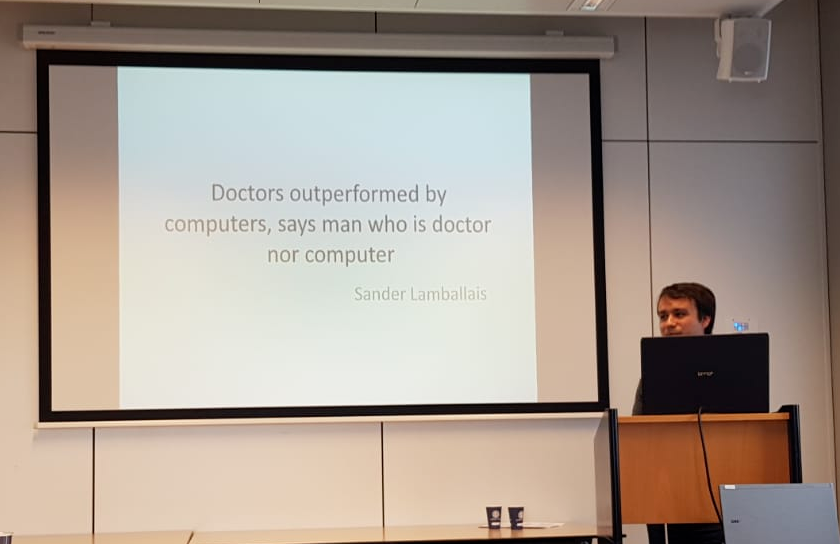 Doctors outperformed by
computers, says man who is doctor
nor computer
Sander Lamballais